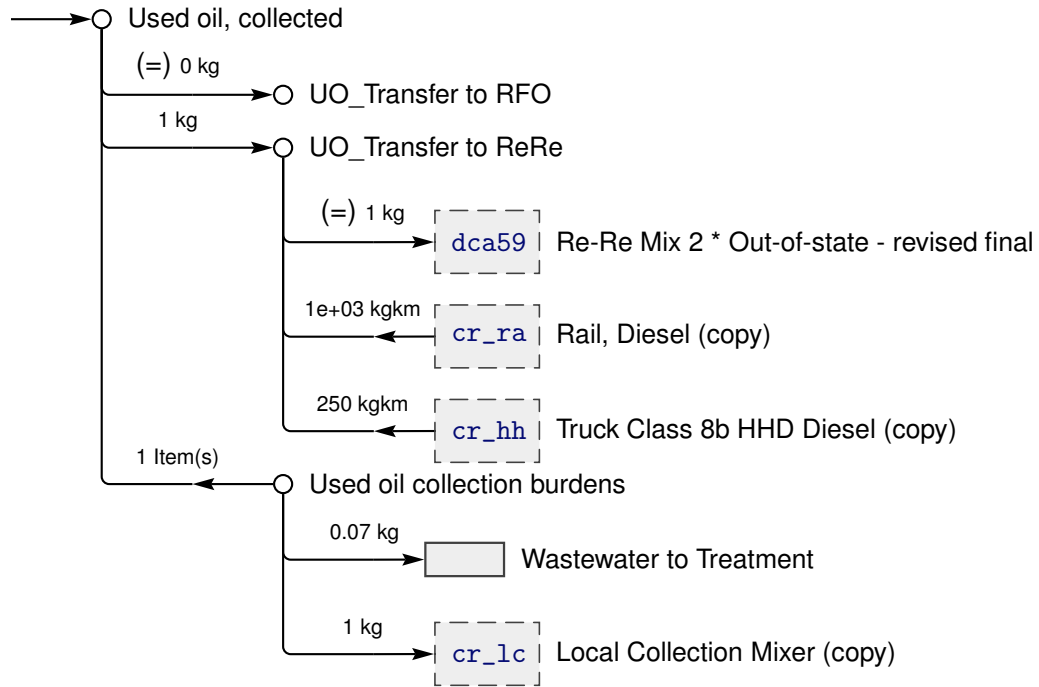 Used oil, collected
(=) 0 kg
UO_Transfer to RFO
1 kg
UO_Transfer to ReRe
(=) 1 kg
dca59 Re-Re Mix 2 * Out-of-state - revised final
1e+03 kgkm
cr_ra Rail, Diesel (copy)
250 kgkm
cr_hh Truck Class 8b HHD Diesel (copy)
1 Item(s)
Used oil collection burdens
0.07 kg
Wastewater to Treatment
1 kg
cr_lc Local Collection Mixer (copy)